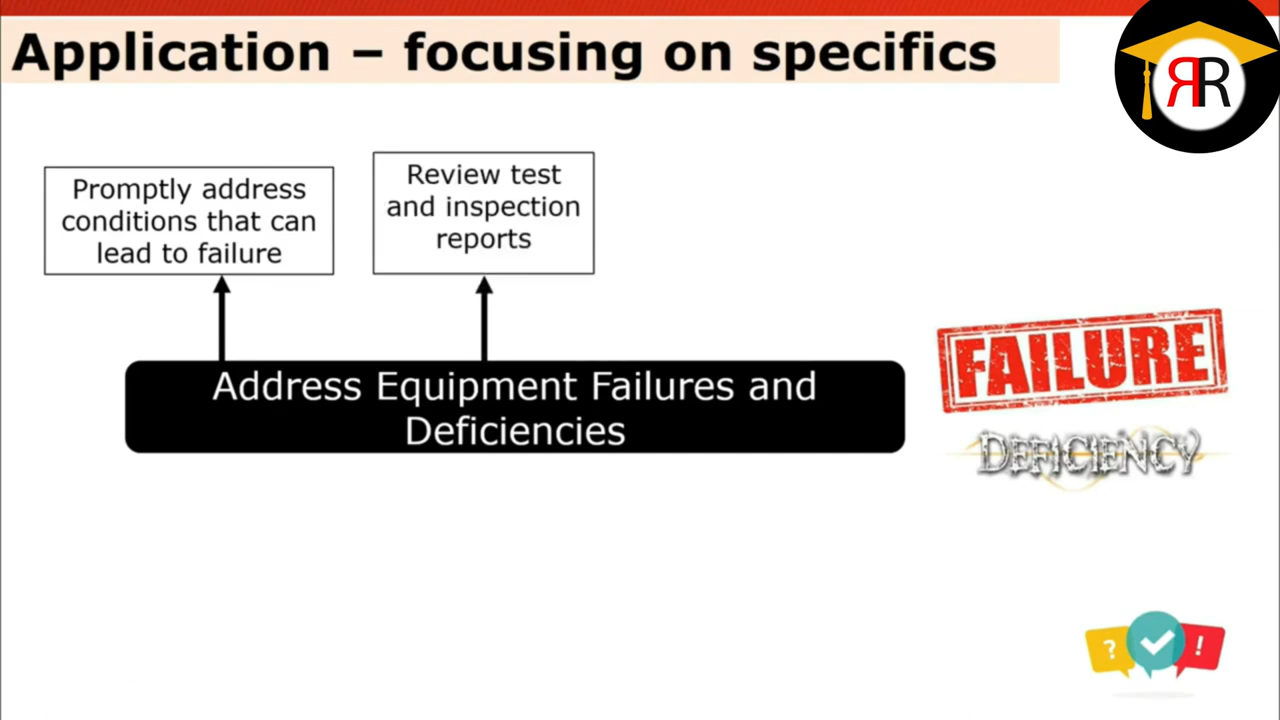 Application – focusing on specifics
ЯR
Promptly address
conditions that can
lead to failure
Review test
and inspection
reports
Address Equipment Failures and
Deficiencies
FAILURE
DEFICIENCY
? !